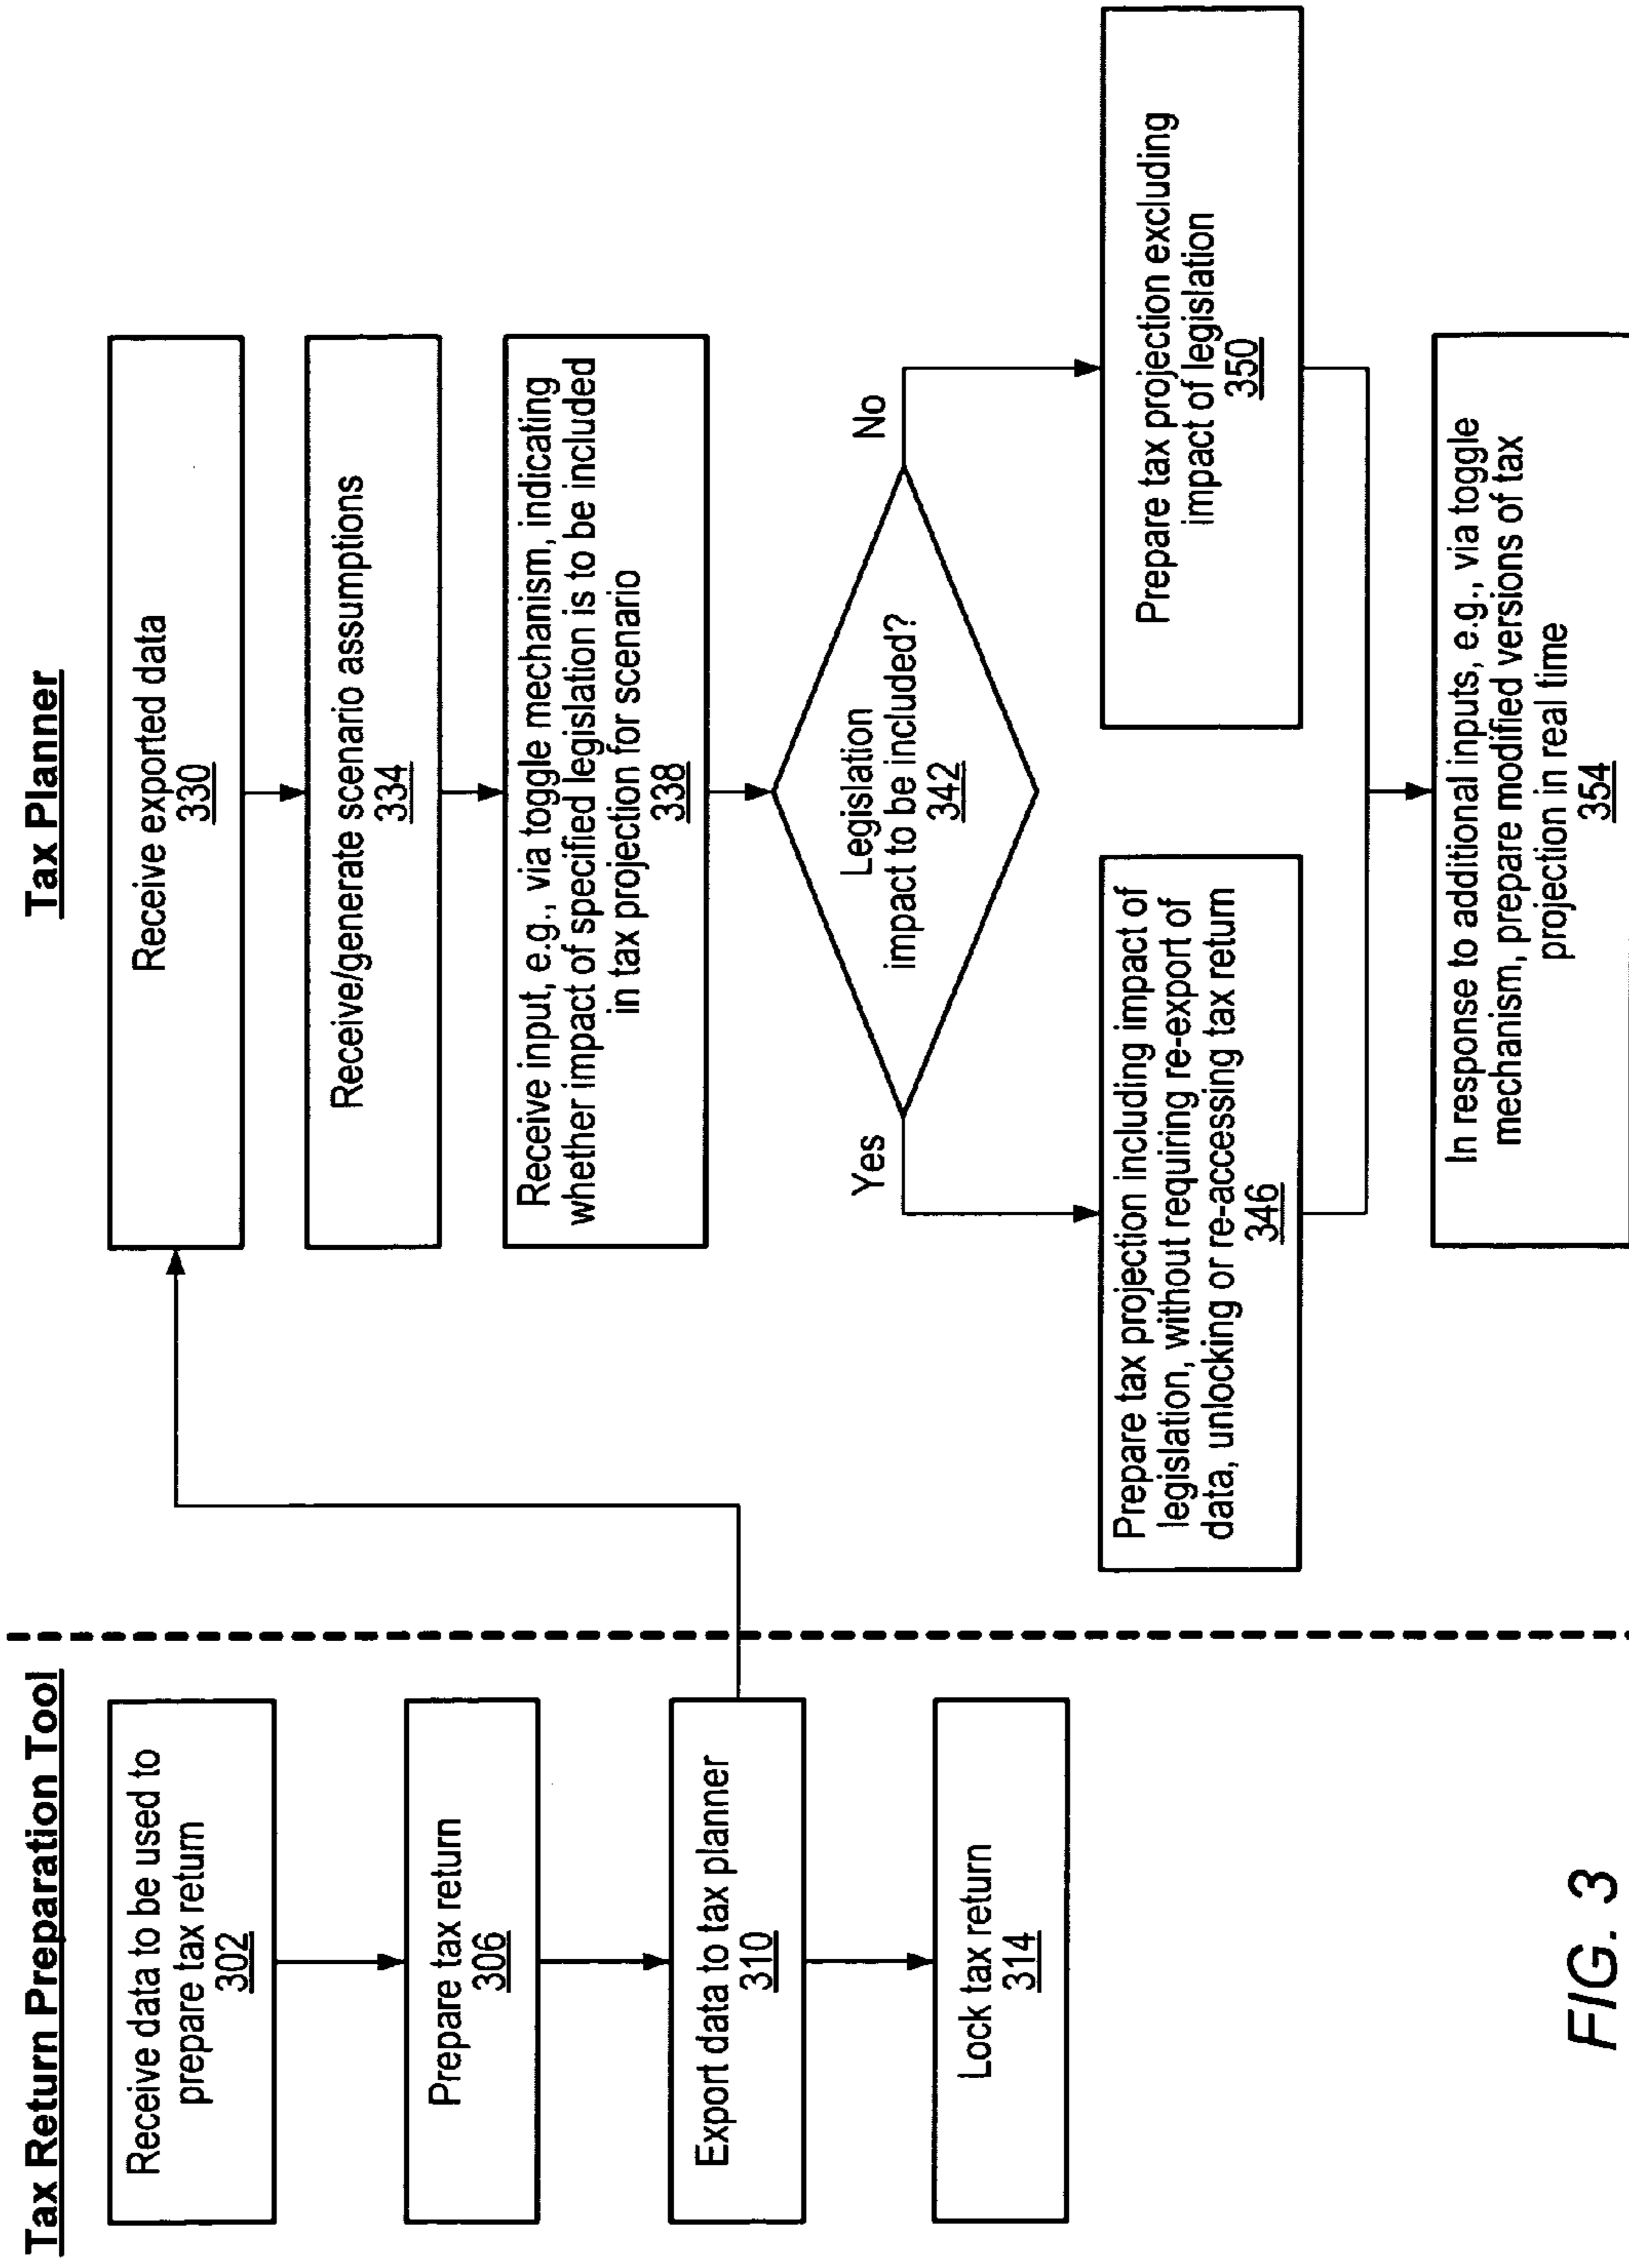 Tax Return Preparation Tool
Receive data to be used to
prepare tax return
302
Prepare tax return
306
Export data to tax planner
310
Lock tax return
314
Tax Planner
Receive exported data
330
Receive/generate scenario assumptions
334
Receive input, e.g., via toggle mechanism, indicating
whether impact of specified legislation is to be included
in tax projection for scenario
338
Legislation
impact to be included?
342
Yes
No
Prepare tax projection including impact of
legislation, without requiring re-export of
data, unlocking or re-accessing tax return
346
Prepare tax projection excluding
impact of legislation
350
In response to additional inputs, e.g., via toggle
mechanism, prepare modified versions of tax
projection in real time
354
FIG. 3